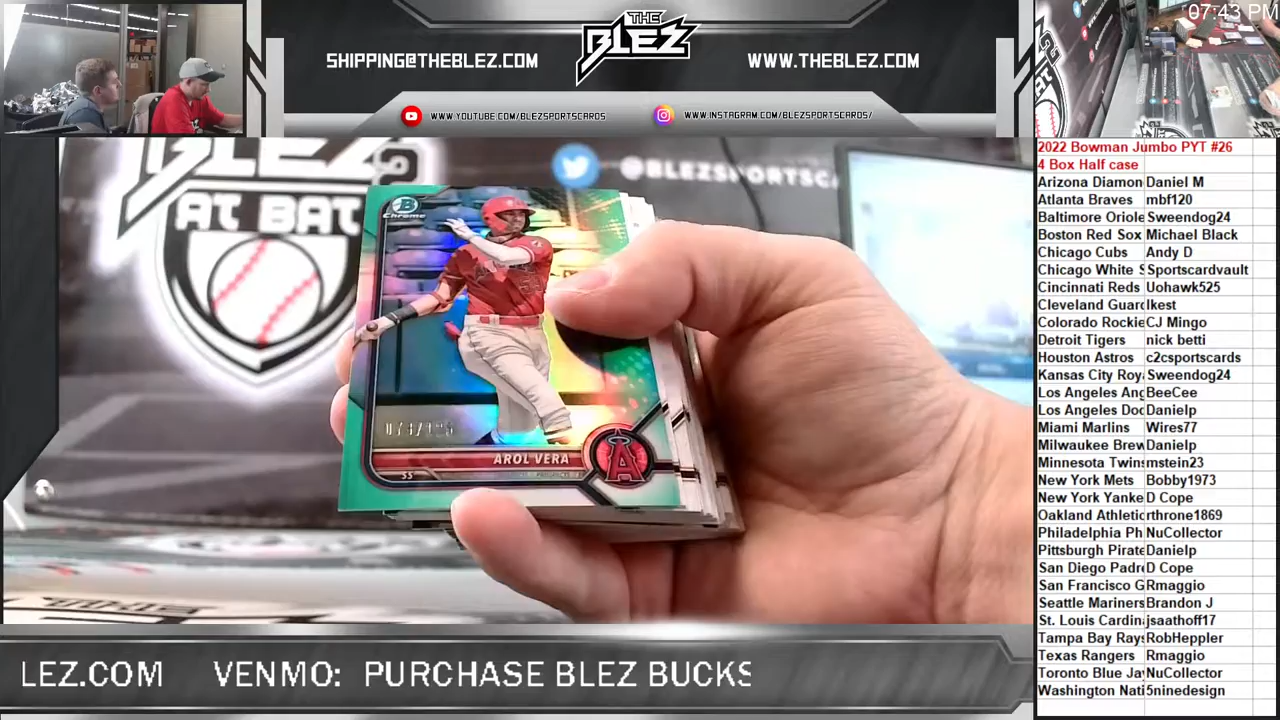 07:43 PM
THE
BLEZ
SHIPPING@THEBLEZ.COM
WWW.THEBLEZ.COM
WWW.YOUTUBE.COM/BLEZSPORTSCARDS
WWW.INSTAGRAM.COM/BLEZSPORTSCARDS/
BLEZ
AT BAT
@BLEZSPORTSCA
B
Chrome
AROL VERA
SS
A
2022 Bowman Jumbo PYT #26
4 Box Half case
Arizona Diamon Daniel M
Atlanta Braves mbf120
Baltimore Oriole Sweendog24
Boston Red Sox Michael Black
Chicago Cubs Andy D
Chicago White S Sportscardvault
Cincinnati Reds Uohawk525
Cleveland Guard Ikest
Colorado Rockie CJ Mingo
Detroit Tigers nick betti
Houston Astros c2csportscards
Kansas City Roy Sweendog24
Los Angeles Ang BeeCee
Los Angeles Doc Danielp
Miami Marlins Wires77
Milwaukee Brew Danielp
Minnesota Twins mstein23
New York Mets Bobby1973
New York Yanke D Cope
Oakland Athletic rthrone1869
Philadelphia Ph NuCollector
Pittsburgh Pirate Danielp
San Diego Padre D Cope
San Francisco G Rmaggio
Seattle Mariners Brandon J
St. Louis Cardin jsaathoff17
Tampa Bay Rays RobHeppler
Texas Rangers Rmaggio
Toronto Blue Jay NuCollector
Washington Nati 5ninedesign
LEZ.COM VENMO: PURCHASE BLEZ BUCKS